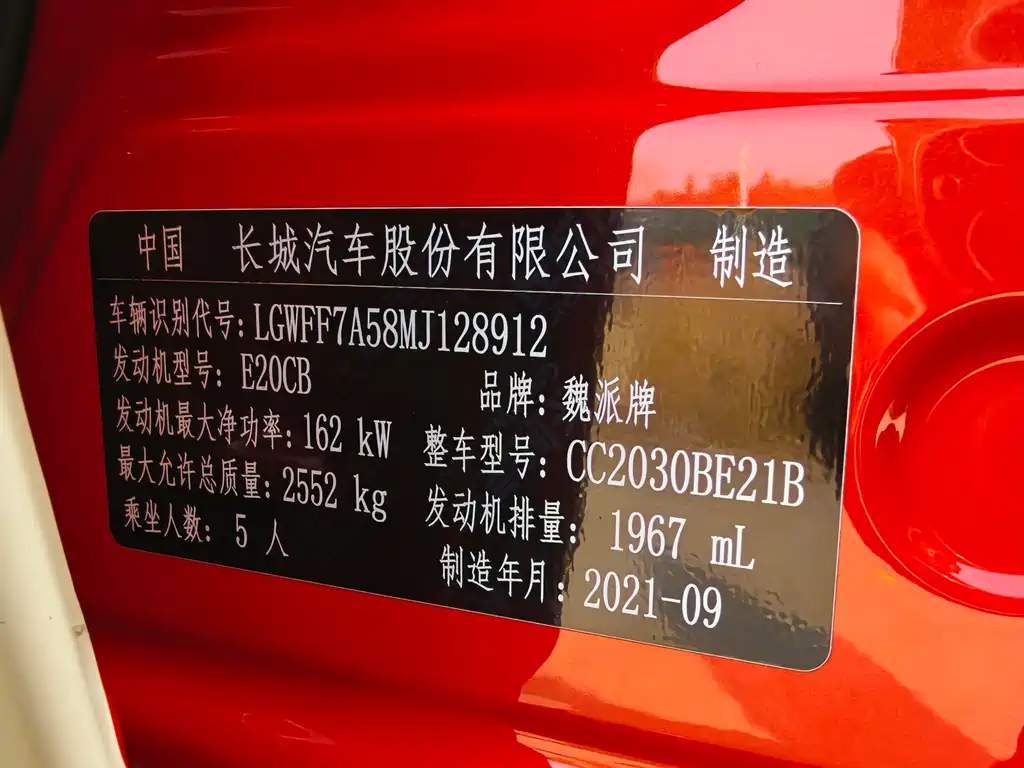 中国 长城汽车股份有限公司 制造
车辆识别代号:LGWFF7A58MJ128912
发动机型号: E20CB 品牌: 魏派牌
发动机最大净功率: 162 kW 整车型号: CC2030BE21B
最大允许总质量: 2552 kg 发动机排量: 1967 mL
乘坐人数: 5 人 制造年月: 2021-09